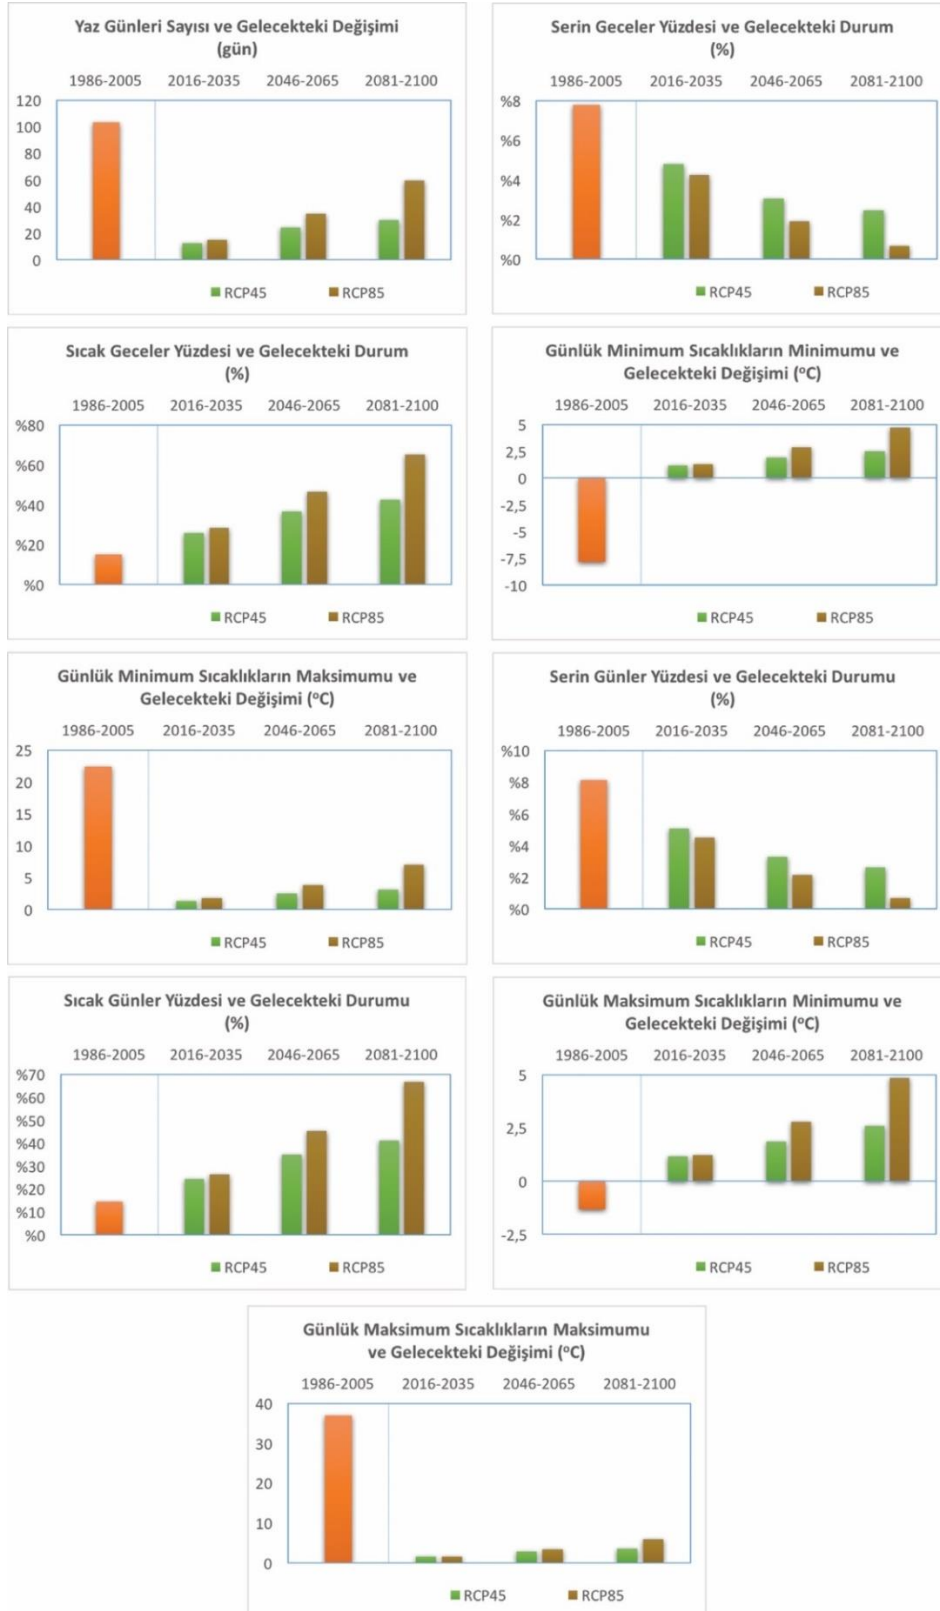 Yaz Günleri Sayısı ve Gelecekteki Değişimi
(gün)
1986-2005 2016-2035 2046-2065 2081-2100
120
100
80
60
40
20
0
RCP45 RCP85
Serin Geceler Yüzdesi ve Gelecekteki Durum
(%)
1986-2005 2016-2035 2046-2065 2081-2100
%8
%6
%4
%2
%0
RCP45 RCP85
Sıcak Geceler Yüzdesi ve Gelecekteki Durum
(%)
1986-2005 2016-2035 2046-2065 2081-2100
%80
%60
%40
%20
%0
RCP45 RCP85
Günlük Minimum Sıcaklıkların Minimumu ve
Gelecekteki Değişimi (ºC)
1986-2005 2016-2035 2046-2065 2081-2100
5
2,5
0
-2,5
-5
-7,5
-10
RCP45 RCP85
Günlük Minimum Sıcaklıkların Maksimumu ve
Gelecekteki Değişimi (ºC)
1986-2005 2016-2035 2046-2065 2081-2100
25
20
15
10
5
0
RCP45 RCP85
Serin Günler Yüzdesi ve Gelecekteki Durumu
(%)
1986-2005 2016-2035 2046-2065 2081-2100
%10
%8
%6
%4
%2
%0
RCP45 RCP85
Sıcak Günler Yüzdesi ve Gelecekteki Durumu
(%)
1986-2005 2016-2035 2046-2065 2081-2100
%70
%60
%50
%40
%30
%20
%10
%0
RCP45 RCP85
Günlük Maksimum Sıcaklıkların Minimumu ve
Gelecekteki Değişimi (ºC)
1986-2005 2016-2035 2046-2065 2081-2100
5
2,5
0
-2,5
RCP45 RCP85
Günlük Maksimum Sıcaklıkların Maksimumu
ve Gelecekteki Değişimi (ºC)
1986-2005 2016-2035 2046-2065 2081-2100
40
30
20
10
0
RCP45 RCP85